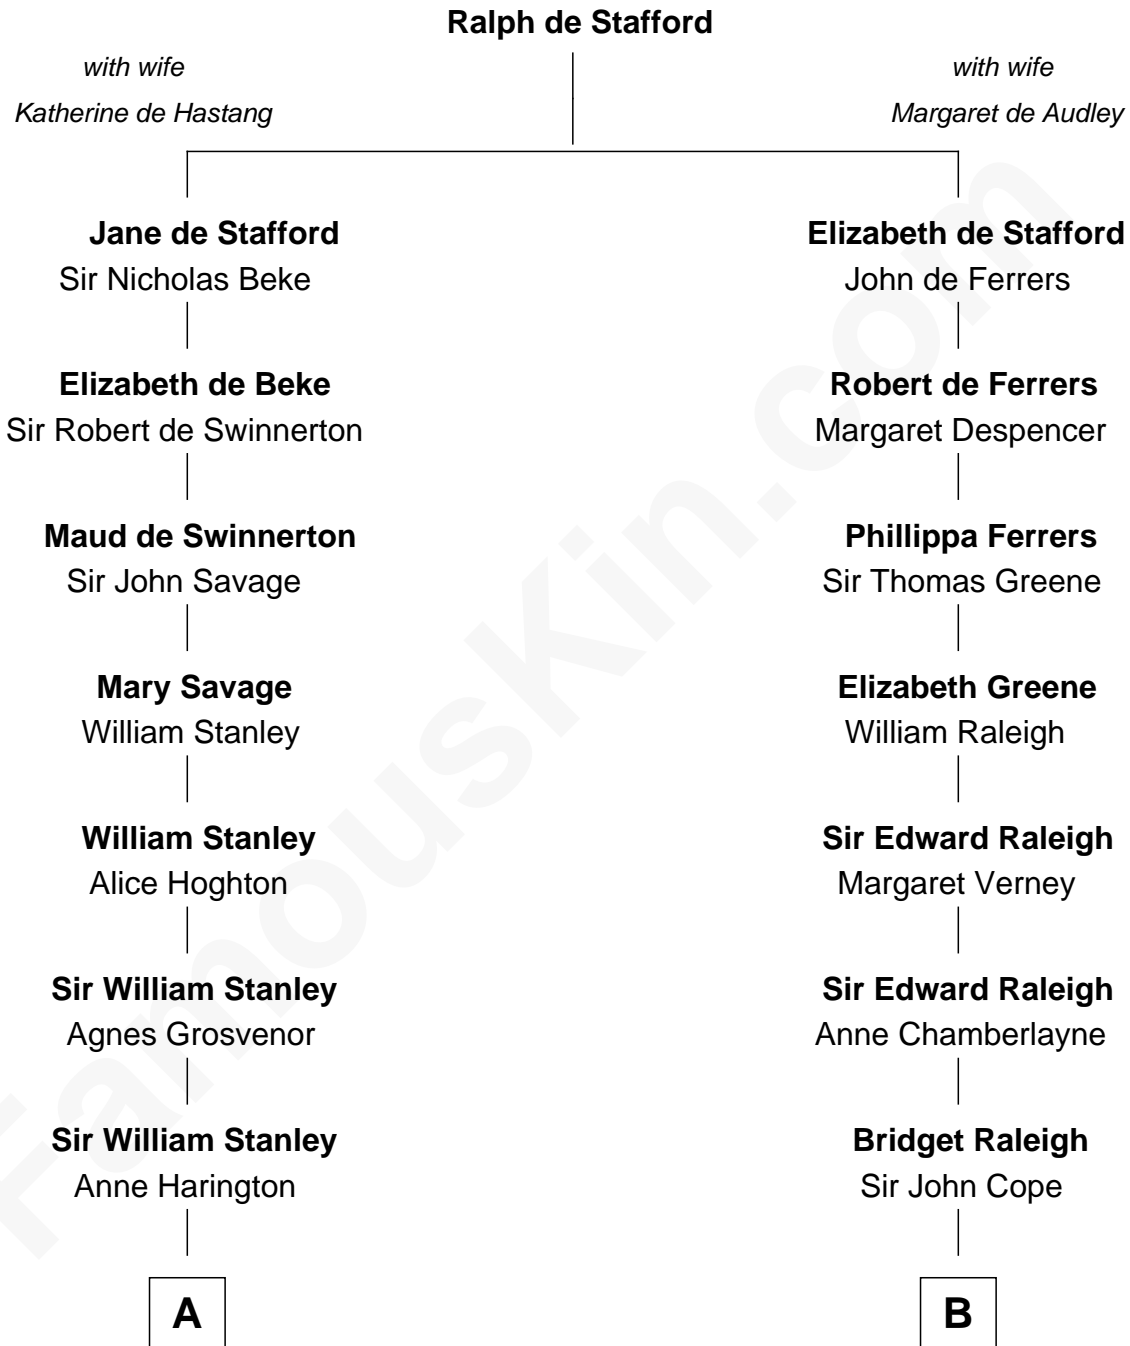 Ralph de Stafford
with wife
Katherine de Hastang
with wife
Margaret de Audley
Jane de Stafford
Sir Nicholas Beke
Elizabeth de Stafford
John de Ferrers
Elizabeth de Beke
Sir Robert de Swinnerton
Robert de Ferrers
Margaret Despencer
Maud de Swinnerton
Sir John Savage
Phillippa Ferrers
Sir Thomas Greene
Mary Savage
William Stanley
Elizabeth Greene
William Raleigh
William Stanley
Alice Hoghton
Sir Edward Raleigh
Margaret Verney
Sir William Stanley
Agnes Grosvenor
Sir Edward Raleigh
Anne Chamberlayne
Sir William Stanley
Anne Harington
Bridget Raleigh
Sir John Cope
A
B
FamousKin.com